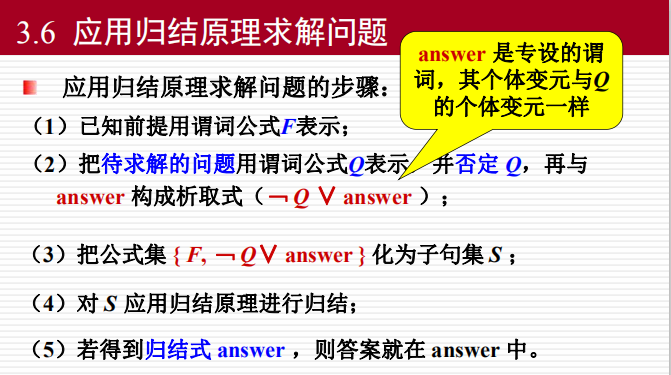 3.6 应用归结原理求解问题
answer 是专设的谓
词，其个体变元与Q
的个体变元一样
应用归结原理求解问题的步骤：
（1）已知前提用谓词公式F表示；
（2）把待求解的问题用谓词公式Q表示，并否定 Q，再与
answer 构成析取式（﹁ Q ∨ answer ）；
（3）把公式集 { F, ﹁ Q∨ answer } 化为子句集 S ；
（4）对 S 应用归结原理进行归结；
（5）若得到归结式 answer ，则答案就在 answer 中。